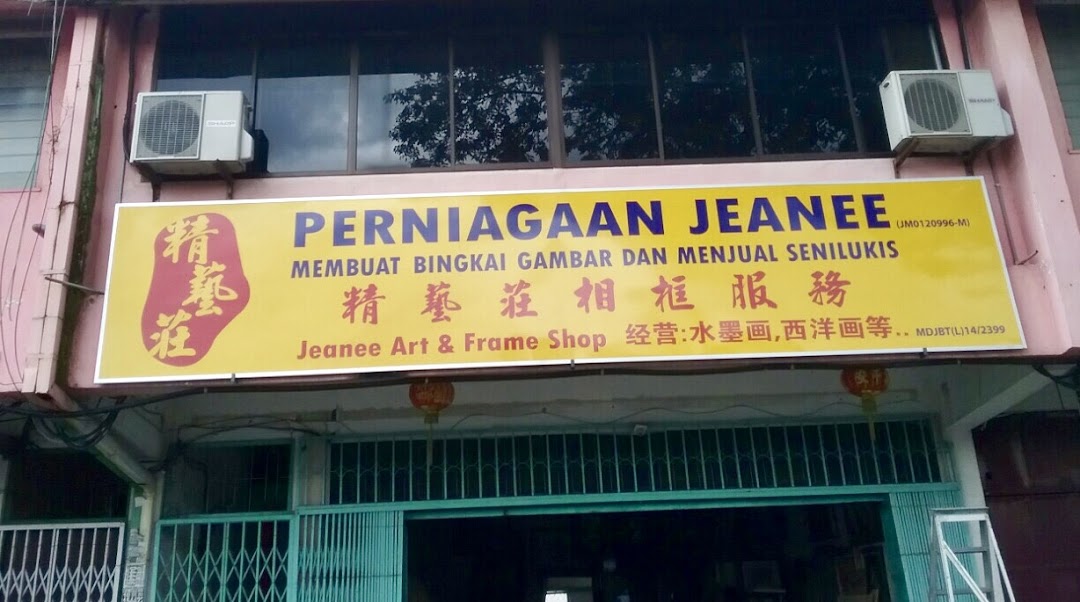 精藝莊
PERNIAGAAN JEANEE (JM0120996-M)
MEMBUAT BINGKAI GAMBAR DAN MENJUAL SENILUKIS
精藝莊相框服務
Jeanee Art & Frame Shop 经营:水墨画,西洋画等.. MDJBT(L)14/2399
SHARP